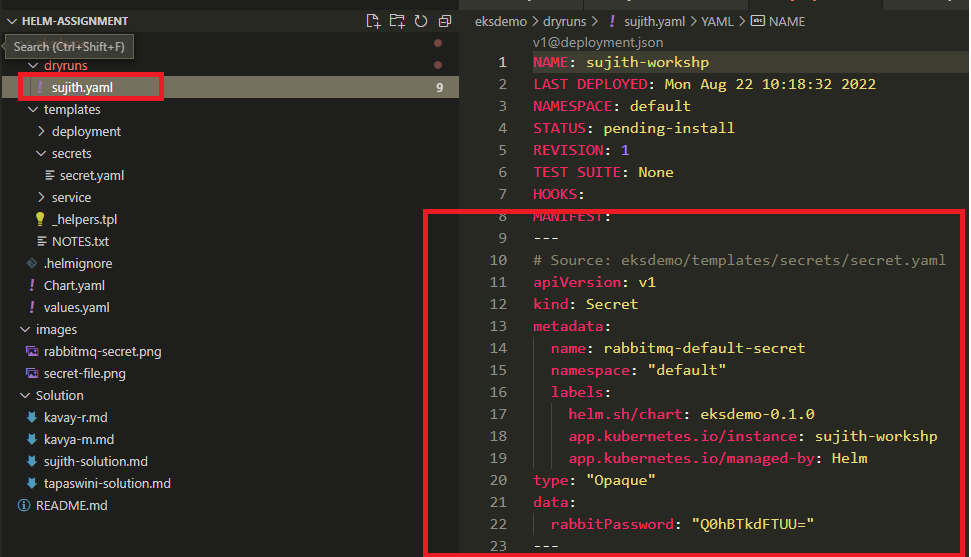 HELM-ASSIGNMENT
Search (Ctrl+Shift+F)
dryruns
! sujith.yaml 9
templates
deployment
secrets
secret.yaml
service
_helpers.tpl
NOTES.txt
.helmignore
! Chart.yaml
! values.yaml
images
rabbitmq-secret.png
secret-file.png
Solution
kavay-r.md
kavya-m.md
sujith-solution.md
tapaswini-solution.md
README.md
eksdemo > dryruns > ! sujith.yaml > YAML > abc NAME
v1@deployment.json
1 NAME: sujith-workshp
2 LAST DEPLOYED: Mon Aug 22 10:18:32 2022
3 NAMESPACE: default
4 STATUS: pending-install
5 REVISION: 1
6 TEST SUITE: None
7 HOOKS:
8 MANIFEST:
9 ---
10 # Source: eksdemo/templates/secrets/secret.yaml
11 apiVersion: v1
12 kind: Secret
13 metadata:
14 name: rabbitmq-default-secret
15 namespace: "default"
16 labels:
17 helm.sh/chart: eksdemo-0.1.0
18 app.kubernetes.io/instance: sujith-workshp
19 app.kubernetes.io/managed-by: Helm
20 type: "Opaque"
21 data:
22 rabbitPassword: "Q0hBTkdFTUU="
23 ---